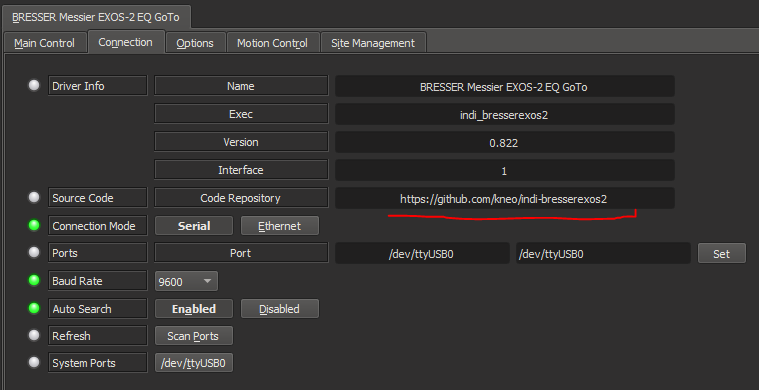 BRESSER Messier EXOS-2 EQ GoTo
Main Control Connection Options Motion Control Site Management
Driver Info Name BRESSER Messier EXOS-2 EQ GoTo
Exec indi_bresserexos2
Version 0.822
Interface 1
Source Code Code Repository https://github.com/kneo/indi-bresserexos2
Connection Mode Serial Ethernet
Ports Port /dev/ttyUSB0 /dev/ttyUSB0 Set
Baud Rate 9600
Auto Search Enabled Disabled
Refresh Scan Ports
System Ports /dev/ttyUSB0